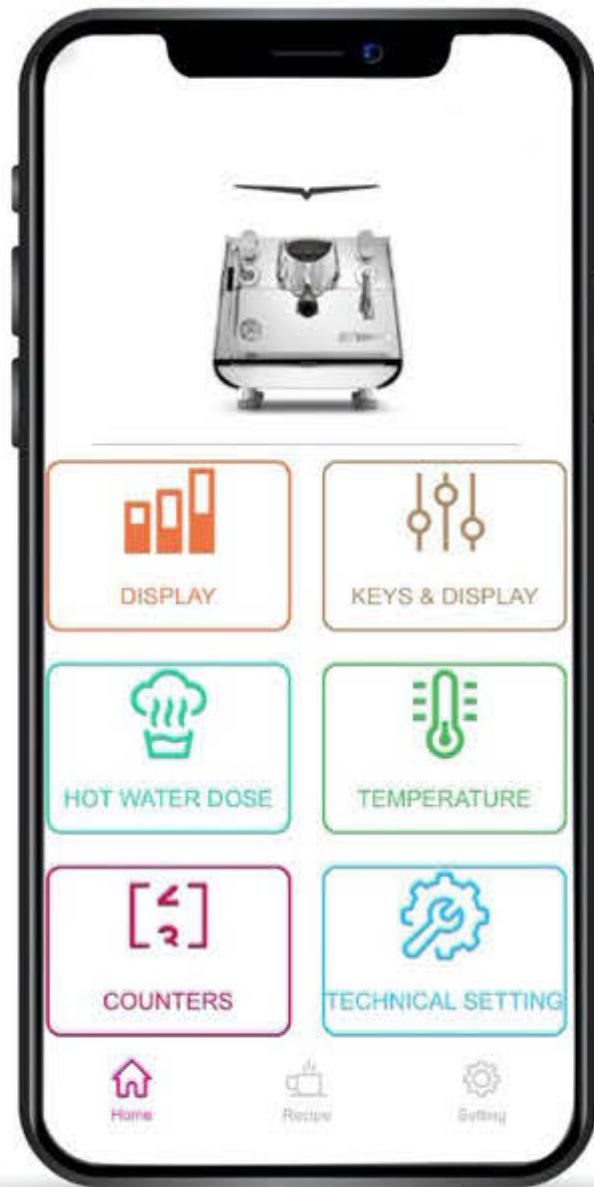 DISPLAY
KEYS & DISPLAY
HOT WATER DOSE
TEMPERATURE
COUNTERS
TECHNICAL SETTING
Home
Recipe
Setting